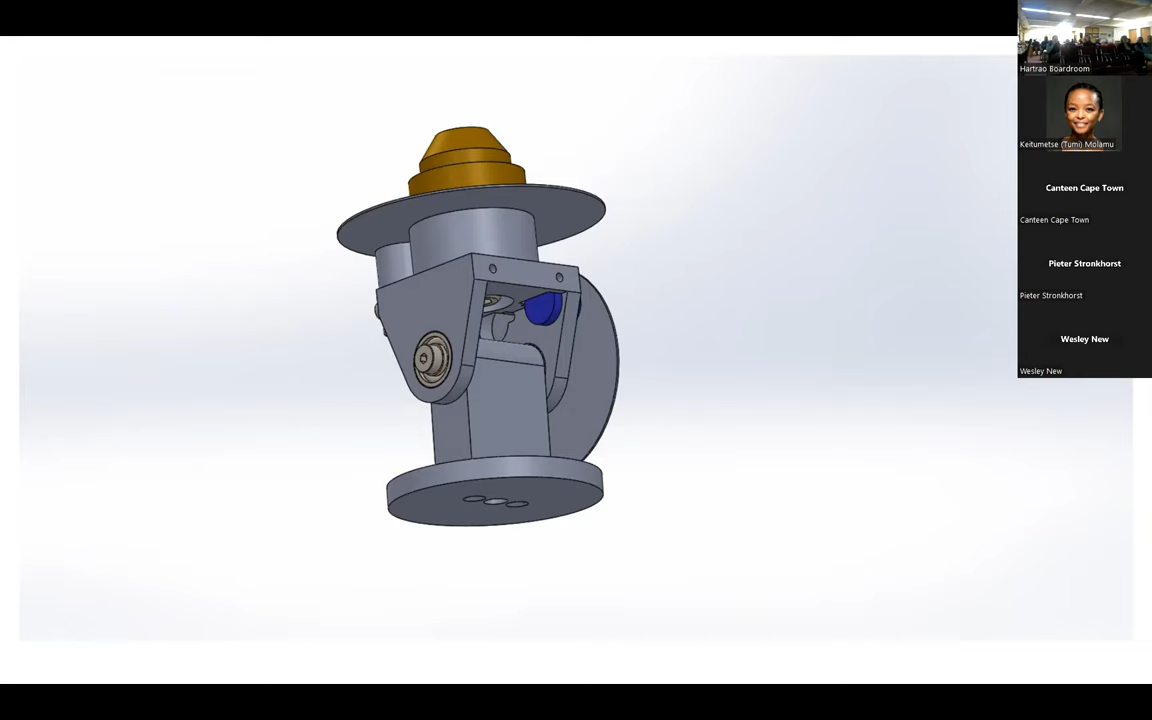 Hartrao Boardroom
Keitumetse (Tumi) Molamu
Canteen Cape Town
Canteen Cape Town
Pieter Stronkhorst
Pieter Stronkhorst
Wesley New
Wesley New